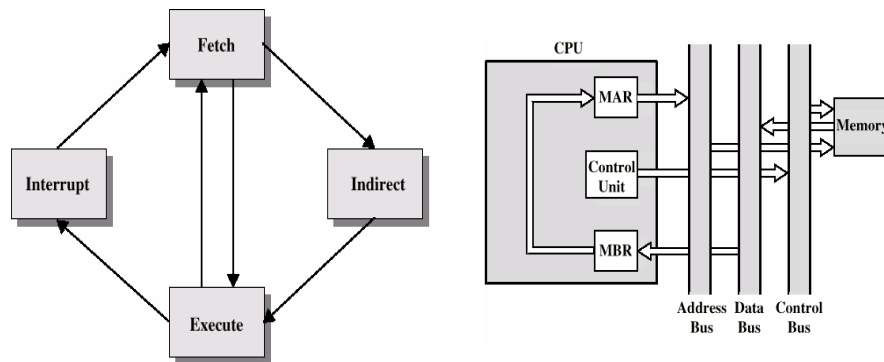 Fetch
Interrupt
Indirect
Execute
CPU
MAR
Control
Unit
MBR
Memory
Address
Bus
Data
Bus
Control
Bus